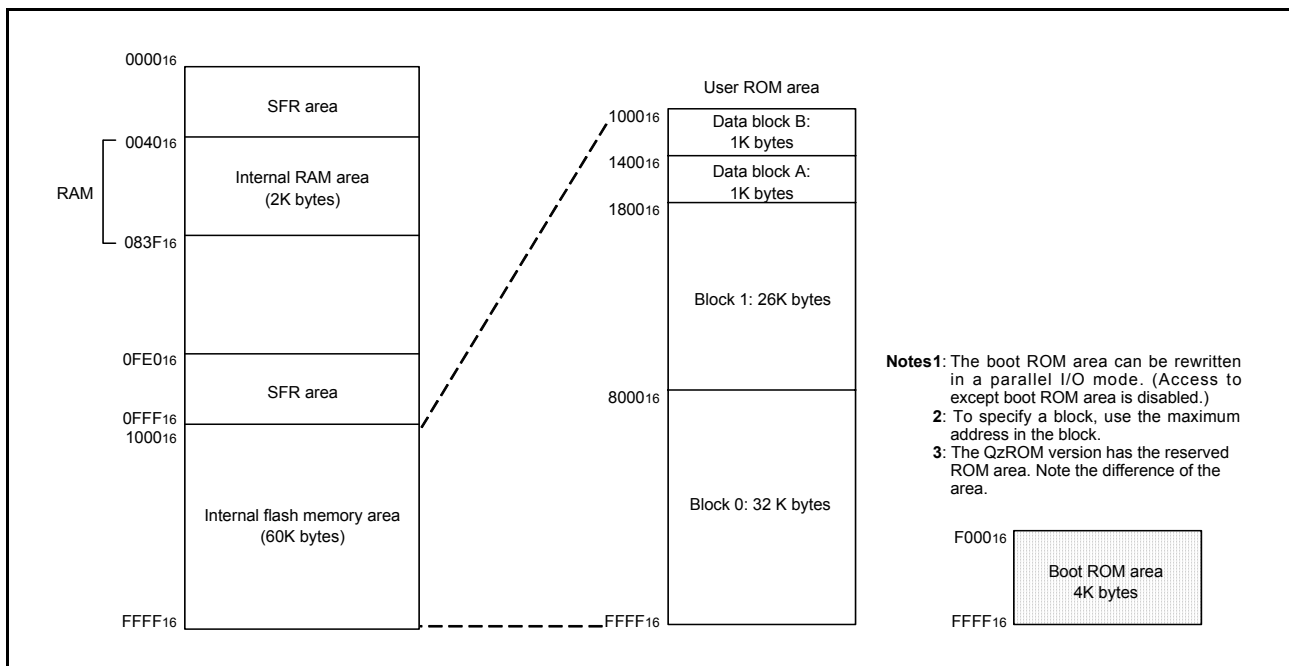 0000₁₆
SFR area
0040₁₆
RAM
Internal RAM area
(2K bytes)
083F₁₆
0FE0₁₆
SFR area
0FFF₁₆
1000₁₆
Internal flash memory area
(60K bytes)
FFFF₁₆
User ROM area
1000₁₆
Data block B:
1K bytes
1400₁₆
Data block A:
1K bytes
1800₁₆
Block 1: 26K bytes
8000₁₆
Block 0: 32 K bytes
FFFF₁₆
Notes1: The boot ROM area can be rewritten
in a parallel I/O mode. (Access to
except boot ROM area is disabled.)
2: To specify a block, use the maximum
address in the block.
3: The QzROM version has the reserved
ROM area. Note the difference of the
area.
F000₁₆
Boot ROM area
4K bytes
FFFF₁₆